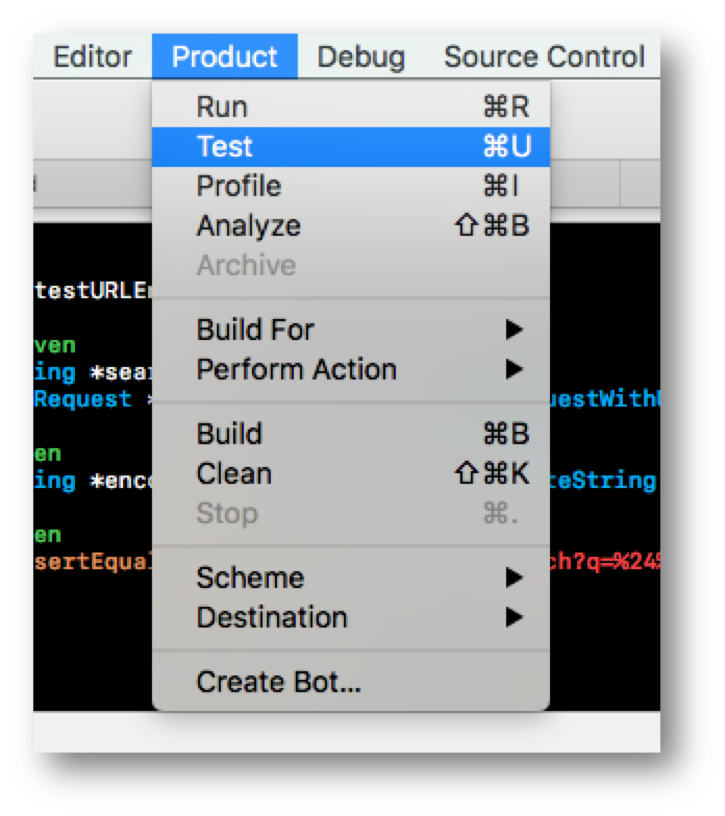 Editor Product Debug Source Control
Run ⌘R
Test ⌘U
Profile ⌘I
Analyze ⇧⌘B
Archive
testURLE
Build For ▶
ven
Perform Action ▶
ing *sea
Request * uestWith
Build ⌘B
en
Clean ⇧⌘K
ing *enco teString
Stop ⌘.
en
sertEqua ch?q=%24%
Scheme ▶
Destination ▶
Create Bot...